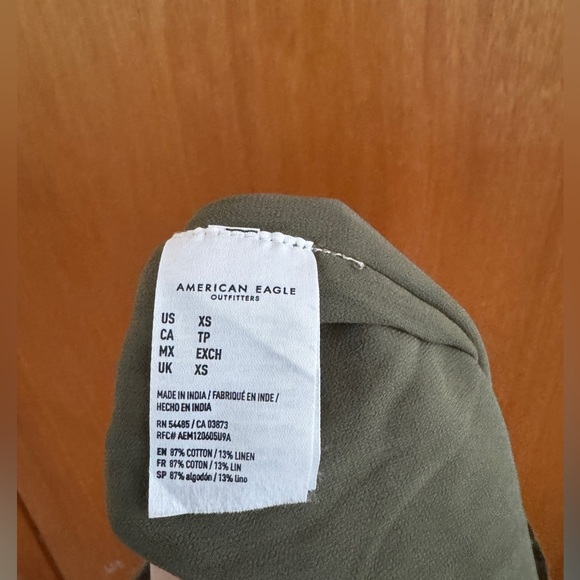 AMERICAN EAGLE
OUTFITTERS
US XS
CA TP
MX EXCH
UK XS
MADE IN INDIA / FABRIQUÉ EN INDE /
HECHO EN INDIA
RN 54485 / CA 03873
RFC# AEM120605U9A
EN 87% COTTON / 13% LINEN
FR 87% COTON / 13% LIN
SP 87% algodón / 13% lino